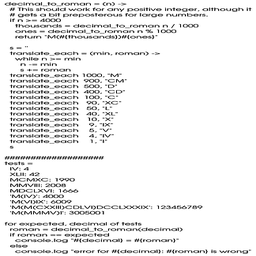 decimal_to_roman = (n) ->
# This should work for any positive integer, although it
# gets a bit preposterous for large numbers.
if n >= 4000
thousands = decimal_to_roman n / 1000
ones = decimal_to_roman n % 1000
return "M(#{thousands})#{ones}"
s = ''
translate_each = (min, roman) ->
while n >= min
n -= min
s += roman
translate_each 1000, "M"
translate_each 900, "CM"
translate_each 500, "D"
translate_each 400, "CD"
translate_each 100, "C"
translate_each 90, "XC"
translate_each 50, "L"
translate_each 40, "XL"
translate_each 10, "X"
translate_each 9, "IX"
translate_each 5, "V"
translate_each 4, "IV"
translate_each 1, "I"
s
####################
tests =
IV: 4
XLII: 42
MCMXC: 1990
MMVIII: 2008
MDCLXVI: 1666
'M(IV)': 4000
'M(VI)IX': 6009
'M(M(CXXIII)CDLVI)DCCLXXXIX': 123456789
'M(MMMV)I': 3005001
for expected, decimal of tests
roman = decimal_to_roman(decimal)
if roman == expected
console.log "#{decimal} = #{roman}"
else
console.log "error for #{decimal}: #{roman} is wrong"